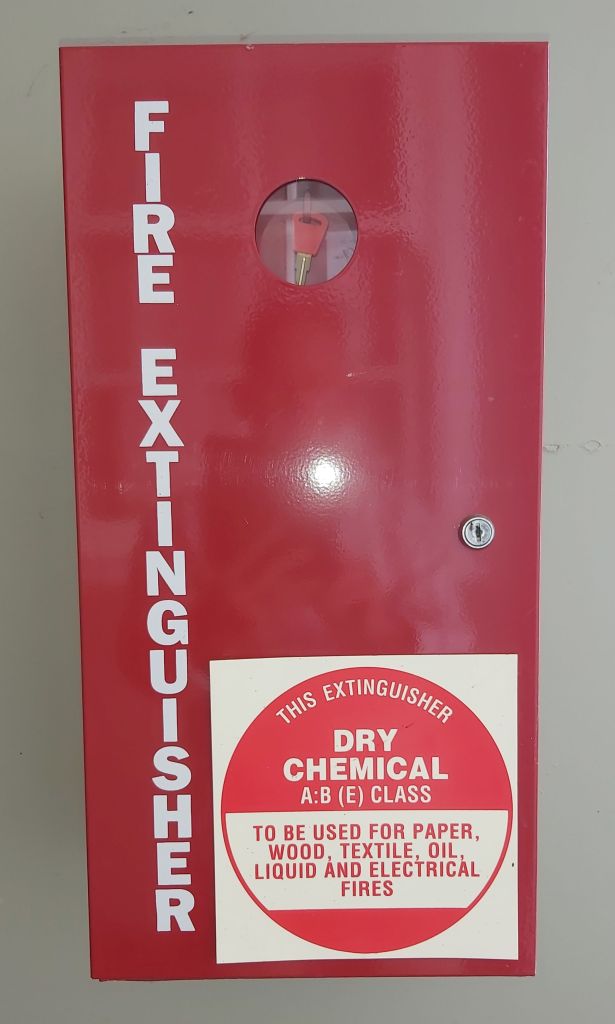 FIRE EXTINGUISHER
THIS EXTINGUISHER
DRY
CHEMICAL
A:B (E) CLASS
TO BE USED FOR PAPER,
WOOD, TEXTILE, OIL,
LIQUID AND ELECTRICAL
FIRES